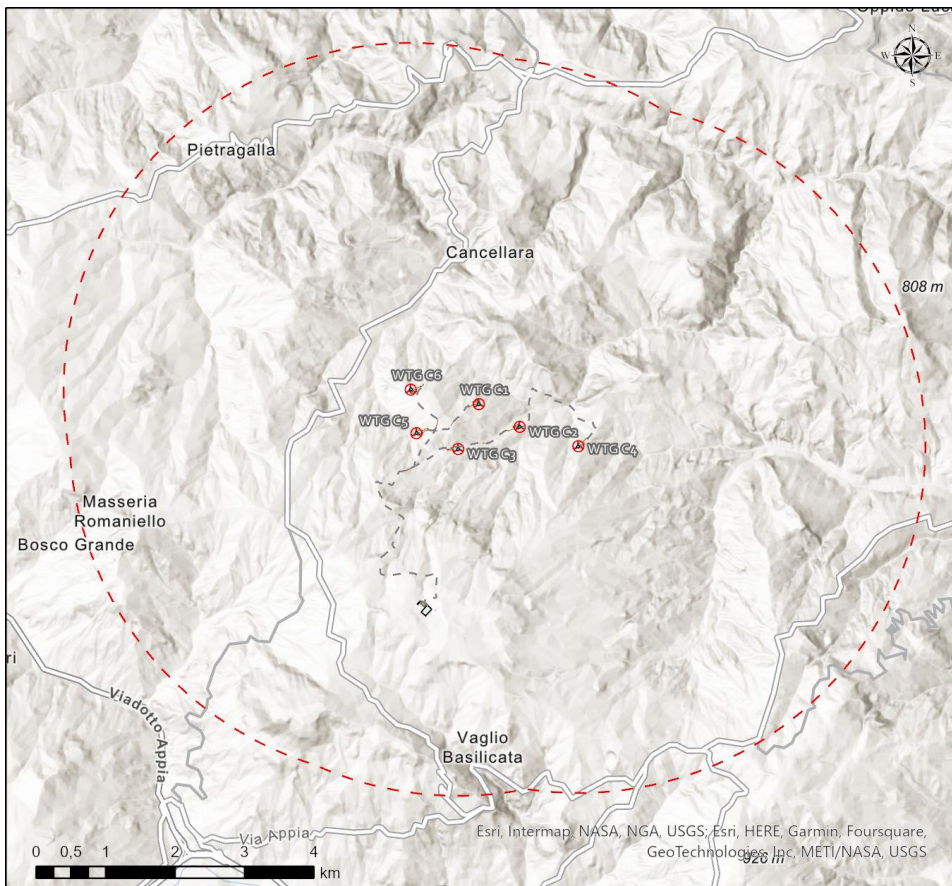 Oppido Luca
N
W E
S
Pietragalla
Cancellara
808 m
WTG C6
WTG C1
WTG C5
WTG C2
WTG C3
WTG C4
Masseria
Romaniello
Bosco Grande
ri
Viadotto Appia
Vaglio
Basilicata
Via Appia
Esri, Intermap, NASA, NGA, USGS; Esri, HERE, Garmin, Foursquare,
GeoTechnologies, Inc, METI/NASA, USGS
926 m
0 0,5 1 2 3 4
km